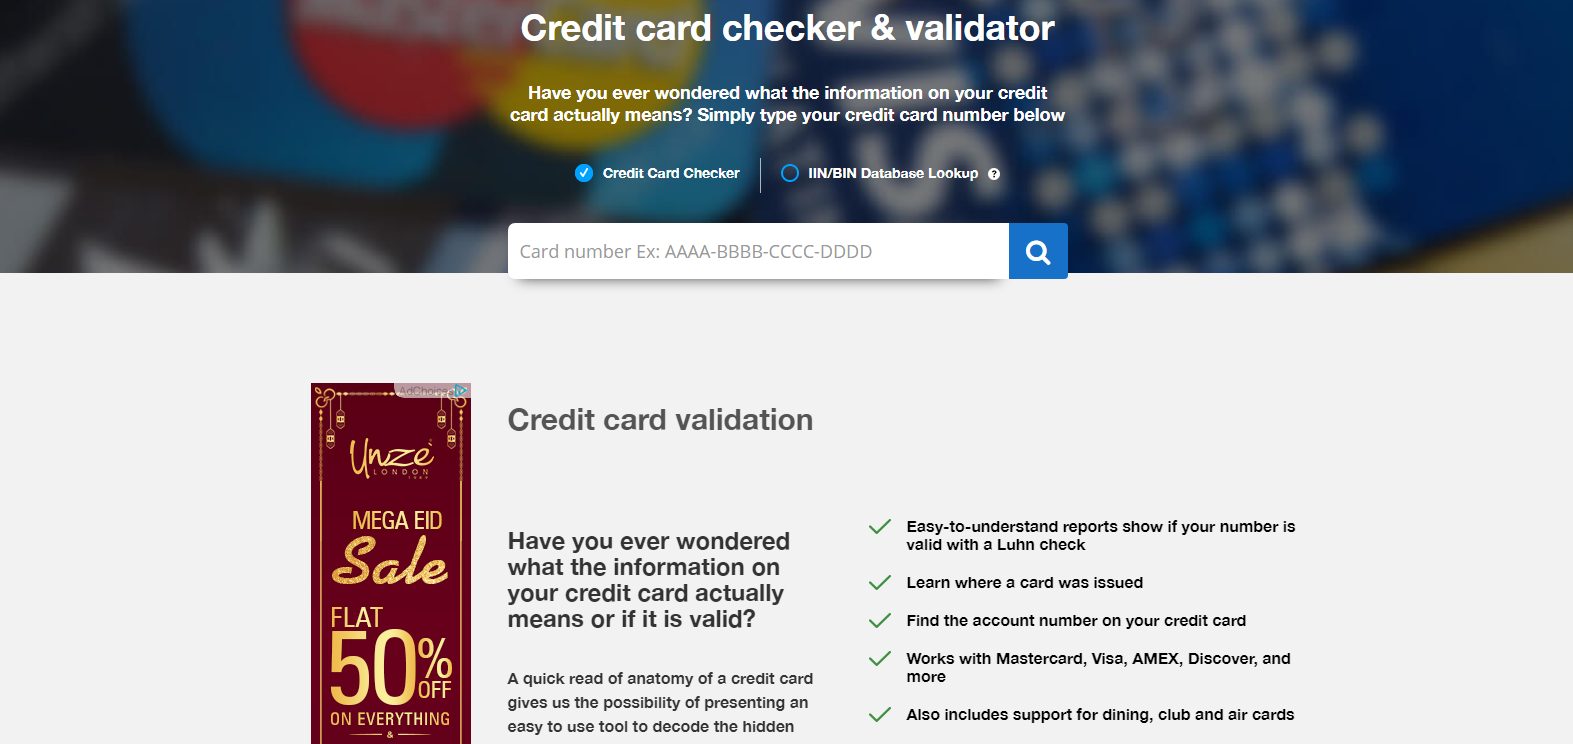 Credit card checker & validator
Have you ever wondered what the information on your credit
card actually means? Simply type your credit card number below
Credit Card Checker
IIN/BIN Database Lookup ?
Card number Ex: AAAA-BBBB-CCCC-DDDD
AdChoices
Unze
LONDON
MEGA EID
Sale
FLAT
50%
OFF
ON EVERYTHING
&
Credit card validation
Have you ever wondered
what the information on
your credit card actually
means or if it is valid?
A quick read of anatomy of a credit card
gives us the possibility of presenting an
easy to use tool to decode the hidden
Easy-to-understand reports show if your number is
valid with a Luhn check
Learn where a card was issued
Find the account number on your credit card
Works with Mastercard, Visa, AMEX, Discover, and
more
Also includes support for dining, club and air cards